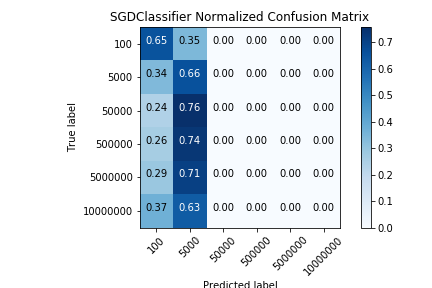 SGDClassifier Normalized Confusion Matrix
100 0.65 0.35 0.00 0.00 0.00 0.00
5000 0.34 0.66 0.00 0.00 0.00 0.00
50000 0.24 0.76 0.00 0.00 0.00 0.00
500000 0.26 0.74 0.00 0.00 0.00 0.00
5000000 0.29 0.71 0.00 0.00 0.00 0.00
10000000 0.37 0.63 0.00 0.00 0.00 0.00
True label
100 5000 50000 500000 5000000 10000000
Predicted label
0.7
0.6
0.5
0.4
0.3
0.2
0.1
0.0